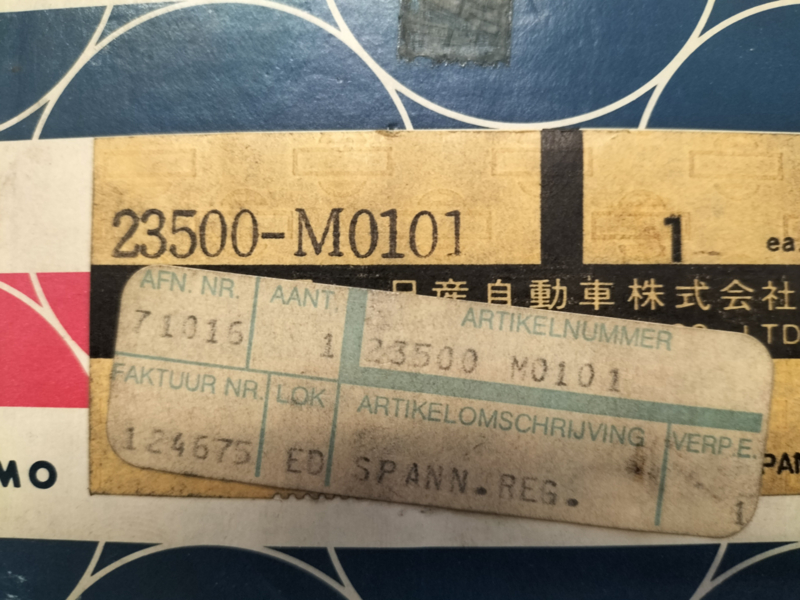 23500-M0101
1
ea.
日産自動車株式会社
CO., LTD
AFN. NR.
AANT.
ARTIKELNUMMER
71016
1
23500 M0101
FAKTUUR NR.
LOK
ARTIKELOMSCHRIJVING
VERP.E.
124675
ED
SPANN.REG.
1
MO
PAN